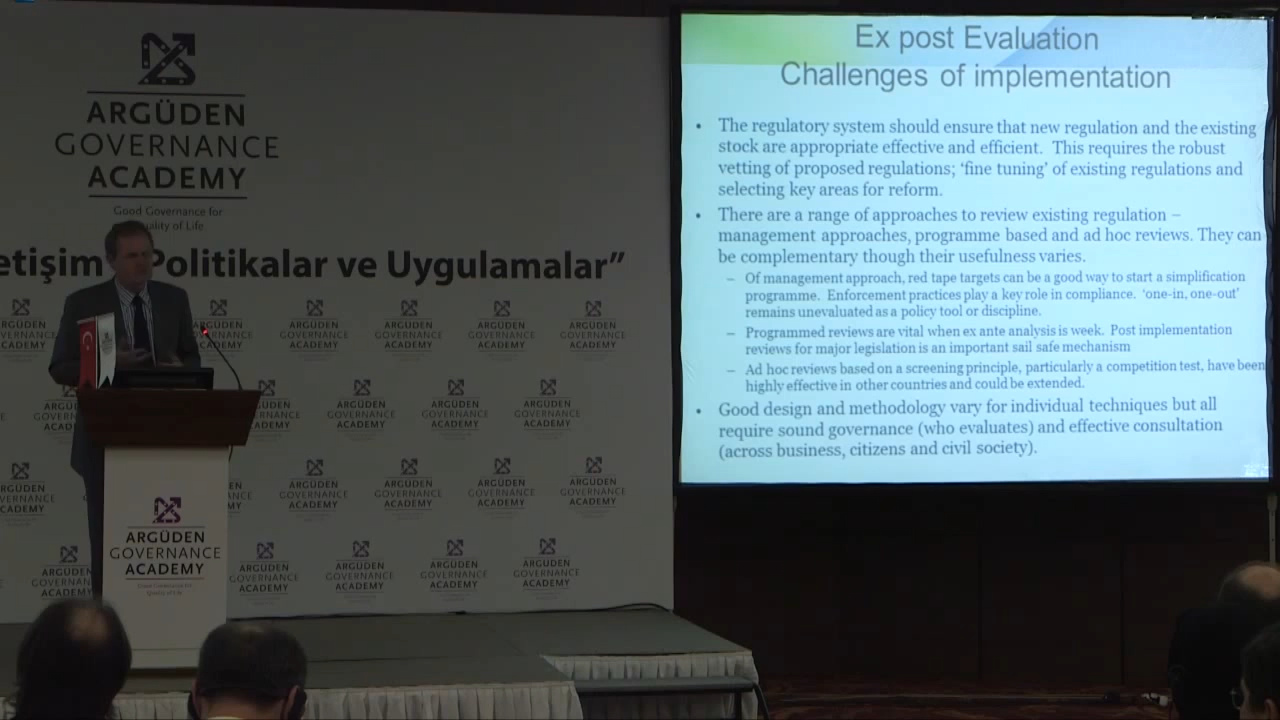 ARGÜDEN
GOVERNANCE
ACADEMY
Good Governance for
Quality of Life
etişim Politikalar ve Uygulamalar”
Ex post Evaluation
Challenges of implementation
• The regulatory system should ensure that new regulation and the existing
stock are appropriate effective and efficient. This requires the robust
vetting of proposed regulations; ‘fine tuning’ of existing regulations and
selecting key areas for reform.
• There are a range of approaches to review existing regulation –
management approaches, programme based and ad hoc reviews. They can
be complementary though their usefulness varies.
– Of management approach, red tape targets can be a good way to start a simplification
programme. Enforcement practices play a key role in compliance. ‘one-in, one-out’
remains unevaluated as a policy tool or discipline.
– Programmed reviews are vital when ex ante analysis is week. Post implementation
reviews for major legislation is an important sail safe mechanism
– Ad hoc reviews based on a screening principle, particularly a competition test, have been
highly effective in other countries and could be extended.
• Good design and methodology vary for individual techniques but all
require sound governance (who evaluates) and effective consultation
(across business, citizens and civil society).
ARGÜDEN
GOVERNANCE
ACADEMY
Good Governance for
Quality of Life